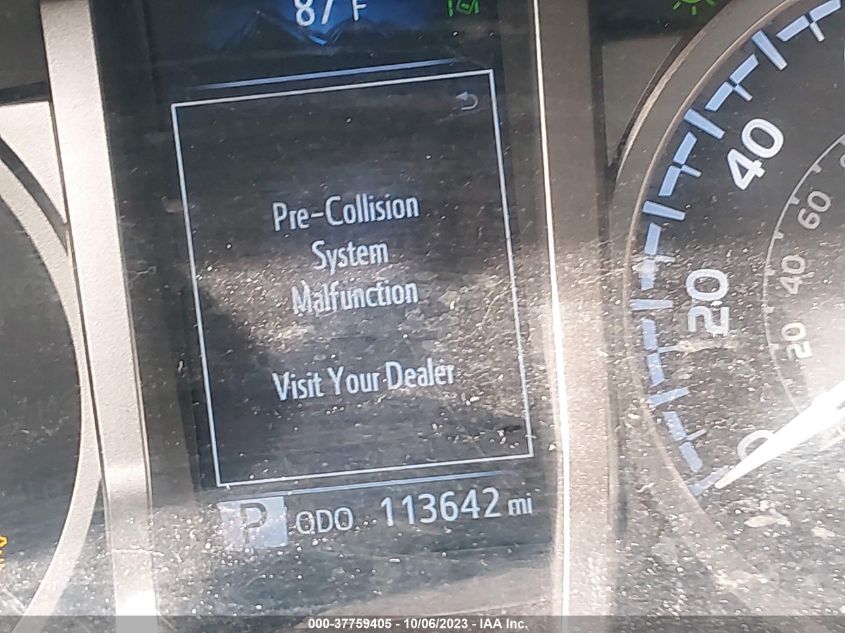 87 F
Pre-Collision
System
Malfunction
Visit Your Dealer
P ODO 113642 mi
40
20
0
60
40
20
000-37759405 - 10/06/2023 - IAA Inc.